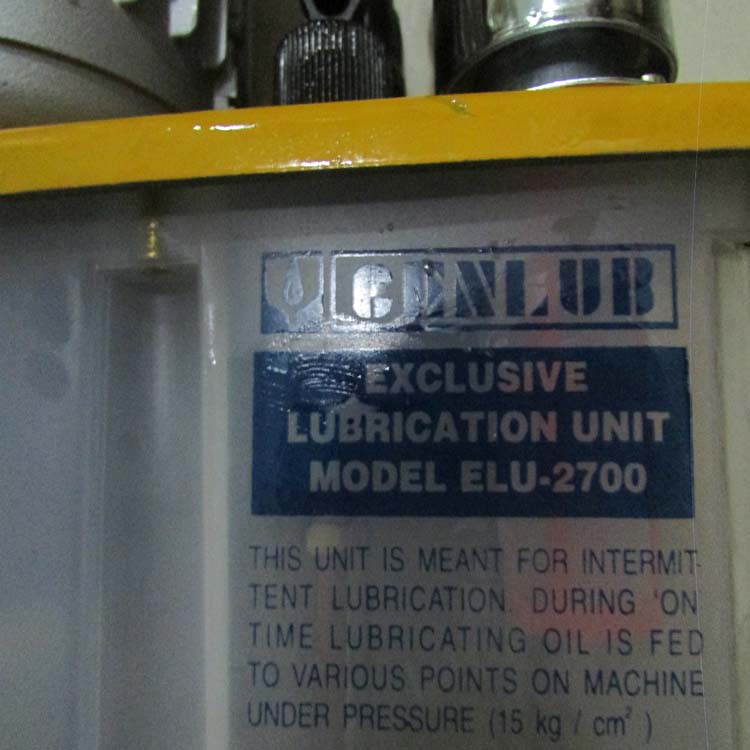 CENLUB
EXCLUSIVE
LUBRICATION UNIT
MODEL ELU-2700
THIS UNIT IS MEANT FOR INTERMIT-
TENT LUBRICATION. DURING 'ON
TIME LUBRICATING OIL IS FED
TO VARIOUS POINTS ON MACHINE
UNDER PRESSURE (15 kg / cm² )